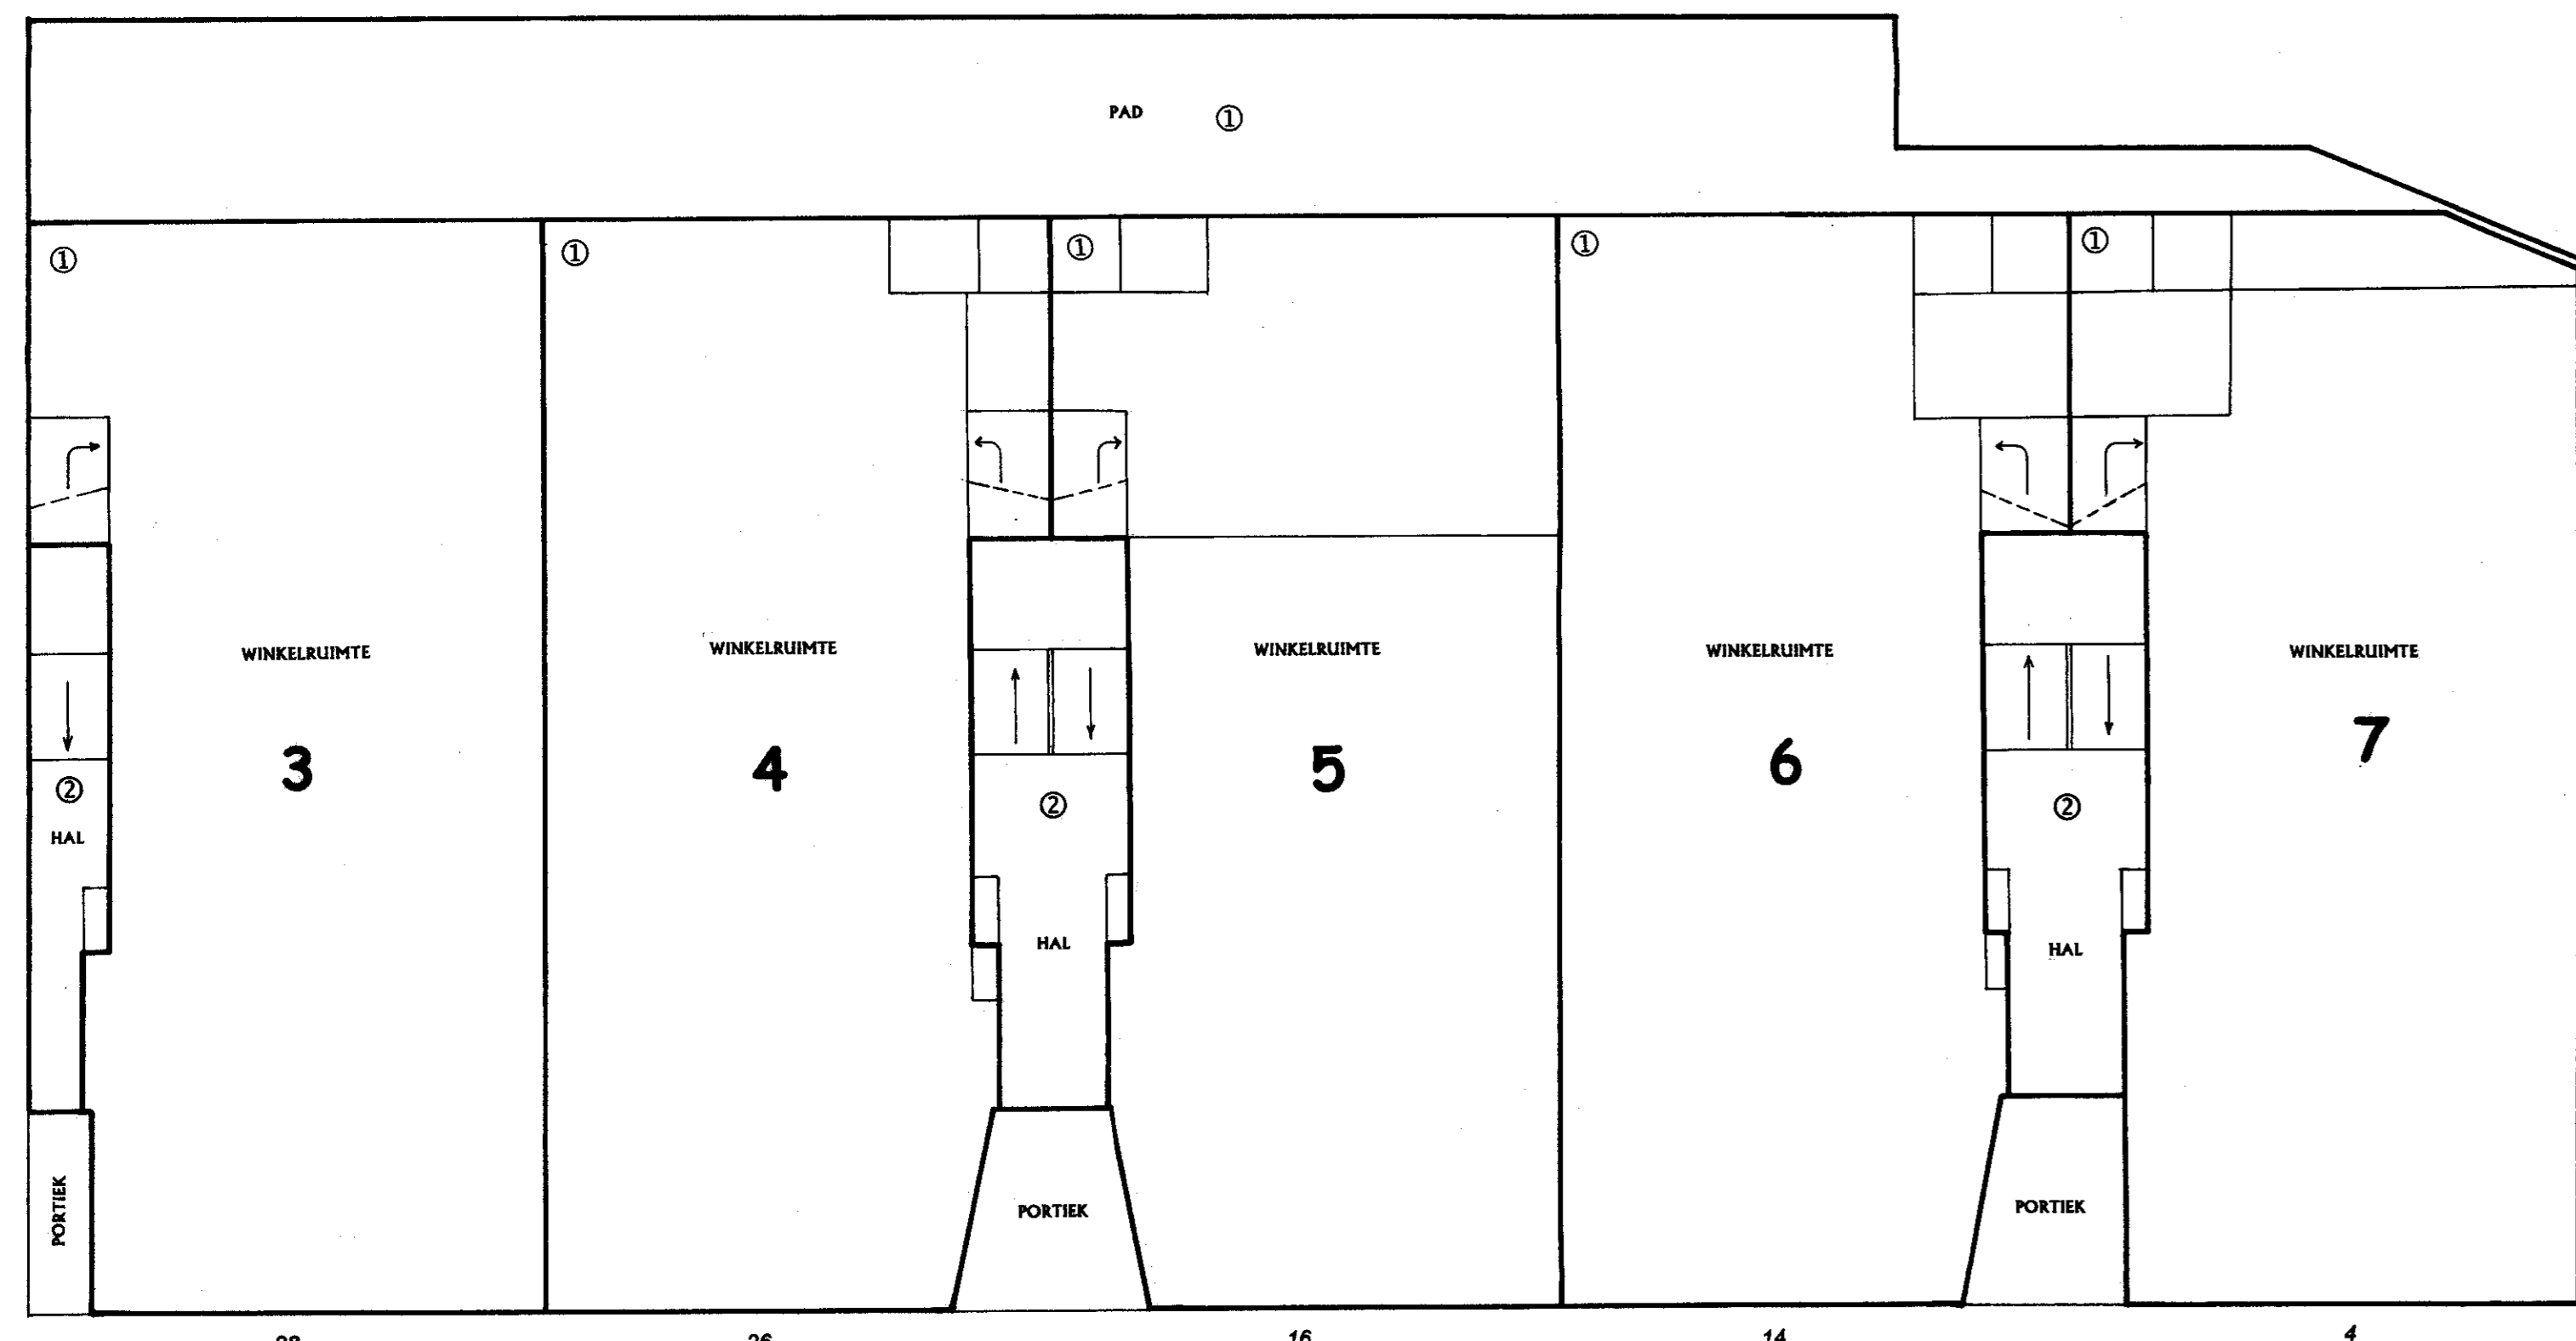 PAD ①
① ① ① ① ①
WINKELRUIMTE WINKELRUIMTE WINKELRUIMTE WINKELRUIMTE WINKELRUIMTE
3 4 5 6 7
② ② ②
HAL HAL HAL
PORTIEK PORTIEK PORTIEK
16 14 4